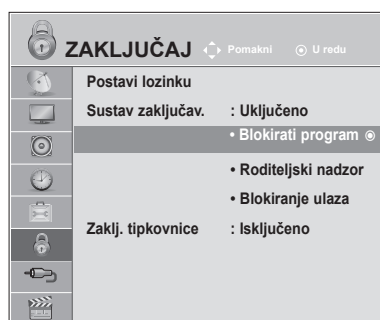 ZAKLJUČAJ Pomakni U redu
Postavi lozinku
Sustav zaključav. : Uključeno
• Blokirati program
• Roditeljski nadzor
• Blokiranje ulaza
Zaklj. tipkovnice : Isključeno